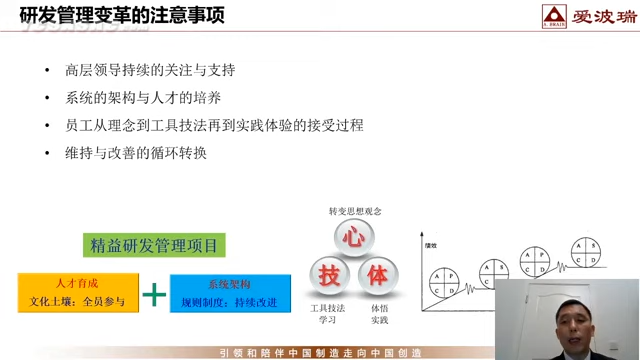 研发管理变革的注意事项
A BRAIN
爱波瑞
• 高层领导持续的关注与支持
• 系统的架构与人才的培养
• 员工从理念到工具技法再到实践体验的接受过程
• 维持与改善的循环转换
精益研发管理项目
人才育成
文化土壤：全员参与
+
系统架构
规则制度：持续改进
转变思想观念
心
技
体
工具技法
学习
体悟
实践
绩效
A P
C D
A S
C D
A P
C D
A S
C D
引领和陪伴中国制造走向中国创造